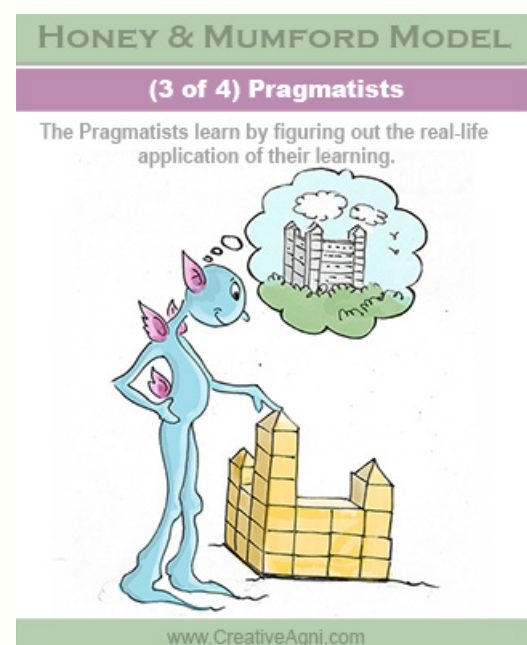 HONEY & MUMFORD MODEL
(3 of 4) Pragmatists
The Pragmatists learn by figuring out the real-life
application of their learning.
www.CreativeAgni.com